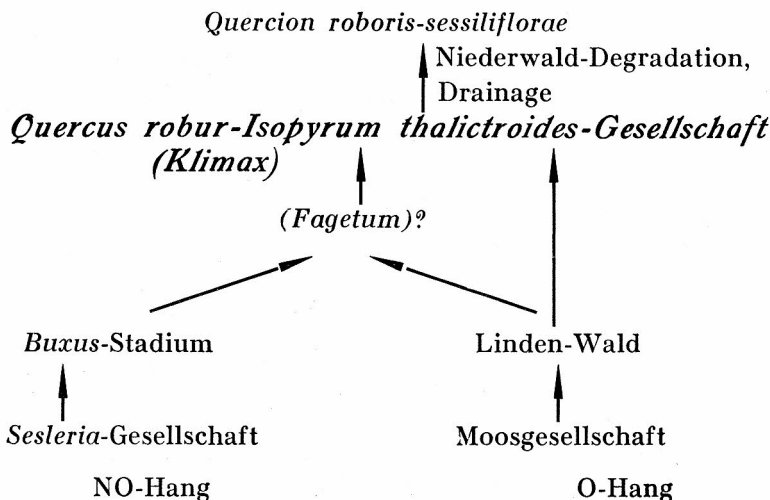 Quercion roboris-sessiliflorae
Niederwald-Degradation,
Drainage
Quercus robur-Isopyrum thalictroides-Gesellschaft
(Klimax)
(Fagetum)?
Buxus-Stadium
Linden-Wald
Sesleria-Gesellschaft
Moosgesellschaft
NO-Hang
O-Hang